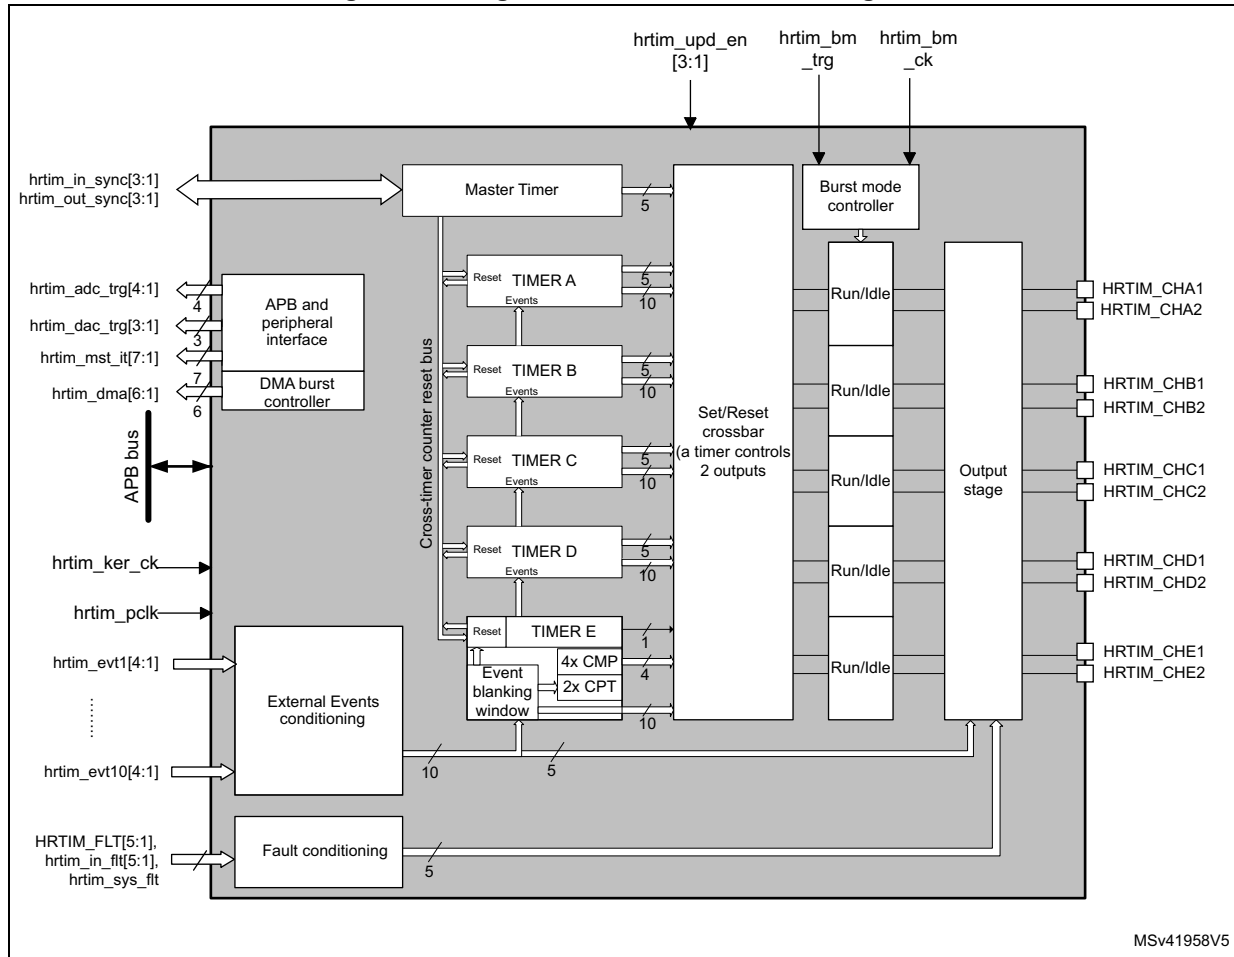 hrtim_upd_en
[3:1]
hrtim_bm
_trg
hrtim_bm
_ck
hrtim_in_sync[3:1]
hrtim_out_sync[3:1]
Master Timer
5
Burst mode
controller
hrtim_adc_trg[4:1]
4
hrtim_dac_trg[3:1]
3
hrtim_mst_it[7:1]
7
hrtim_dma[6:1]
6
APB and
peripheral
interface
DMA burst
controller
APB bus
Cross-timer counter reset bus
Reset
TIMER A
Events
5
10
Reset
TIMER B
Events
5
10
Reset
TIMER C
Events
5
10
Reset
TIMER D
Events
5
10
Reset
TIMER E
1
4x CMP
4
2x CPT
Event
blanking
window
10
Set/Reset
crossbar
(a timer controls
2 outputs
Run/Idle
Run/Idle
Run/Idle
Run/Idle
Run/Idle
Output
stage
HRTIM_CHA1
HRTIM_CHA2
HRTIM_CHB1
HRTIM_CHB2
HRTIM_CHC1
HRTIM_CHC2
HRTIM_CHD1
HRTIM_CHD2
HRTIM_CHE1
HRTIM_CHE2
hrtim_ker_ck
hrtim_pclk
hrtim_evt1[4:1]
........
hrtim_evt10[4:1]
External Events
conditioning
10
5
HRTIM_FLT[5:1],
hrtim_in_flt[5:1],
hrtim_sys_flt
Fault conditioning
5
MSv41958V5